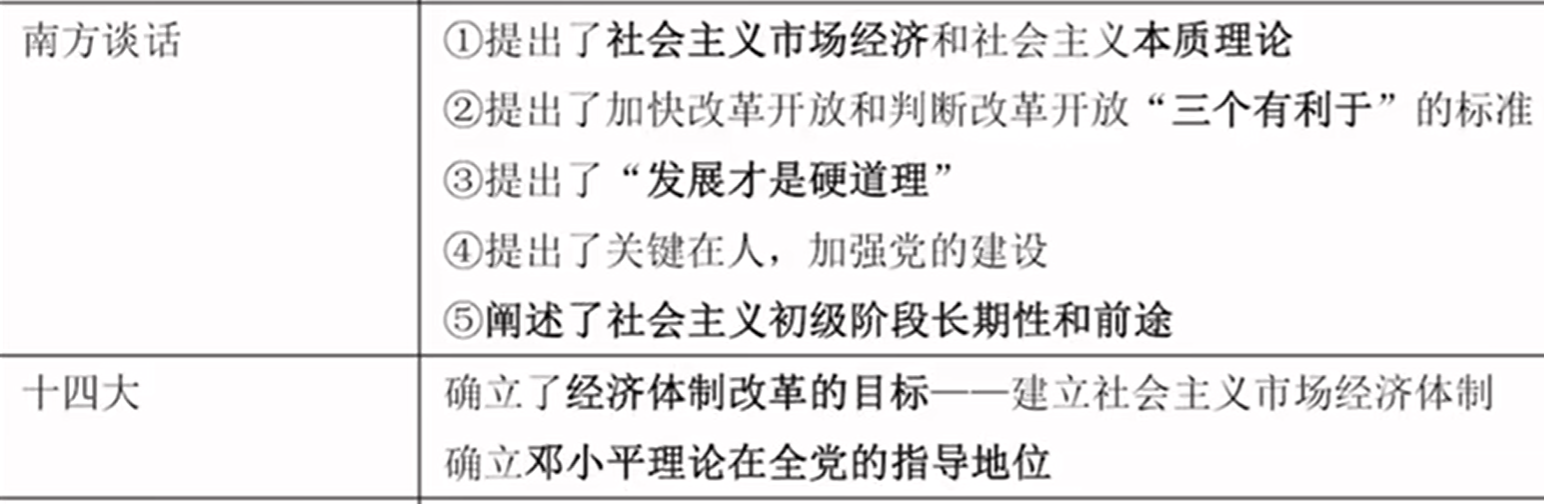 南方谈话
①提出了社会主义市场经济和社会主义本质理论
②提出了加快改革开放和判断改革开放“三个有利于”的标准
③提出了“发展才是硬道理”
④提出了关键在人，加强党的建设
⑤阐述了社会主义初级阶段长期性和前途
十四大
确立了经济体制改革的目标——建立社会主义市场经济体制
确立邓小平理论在全党的指导地位